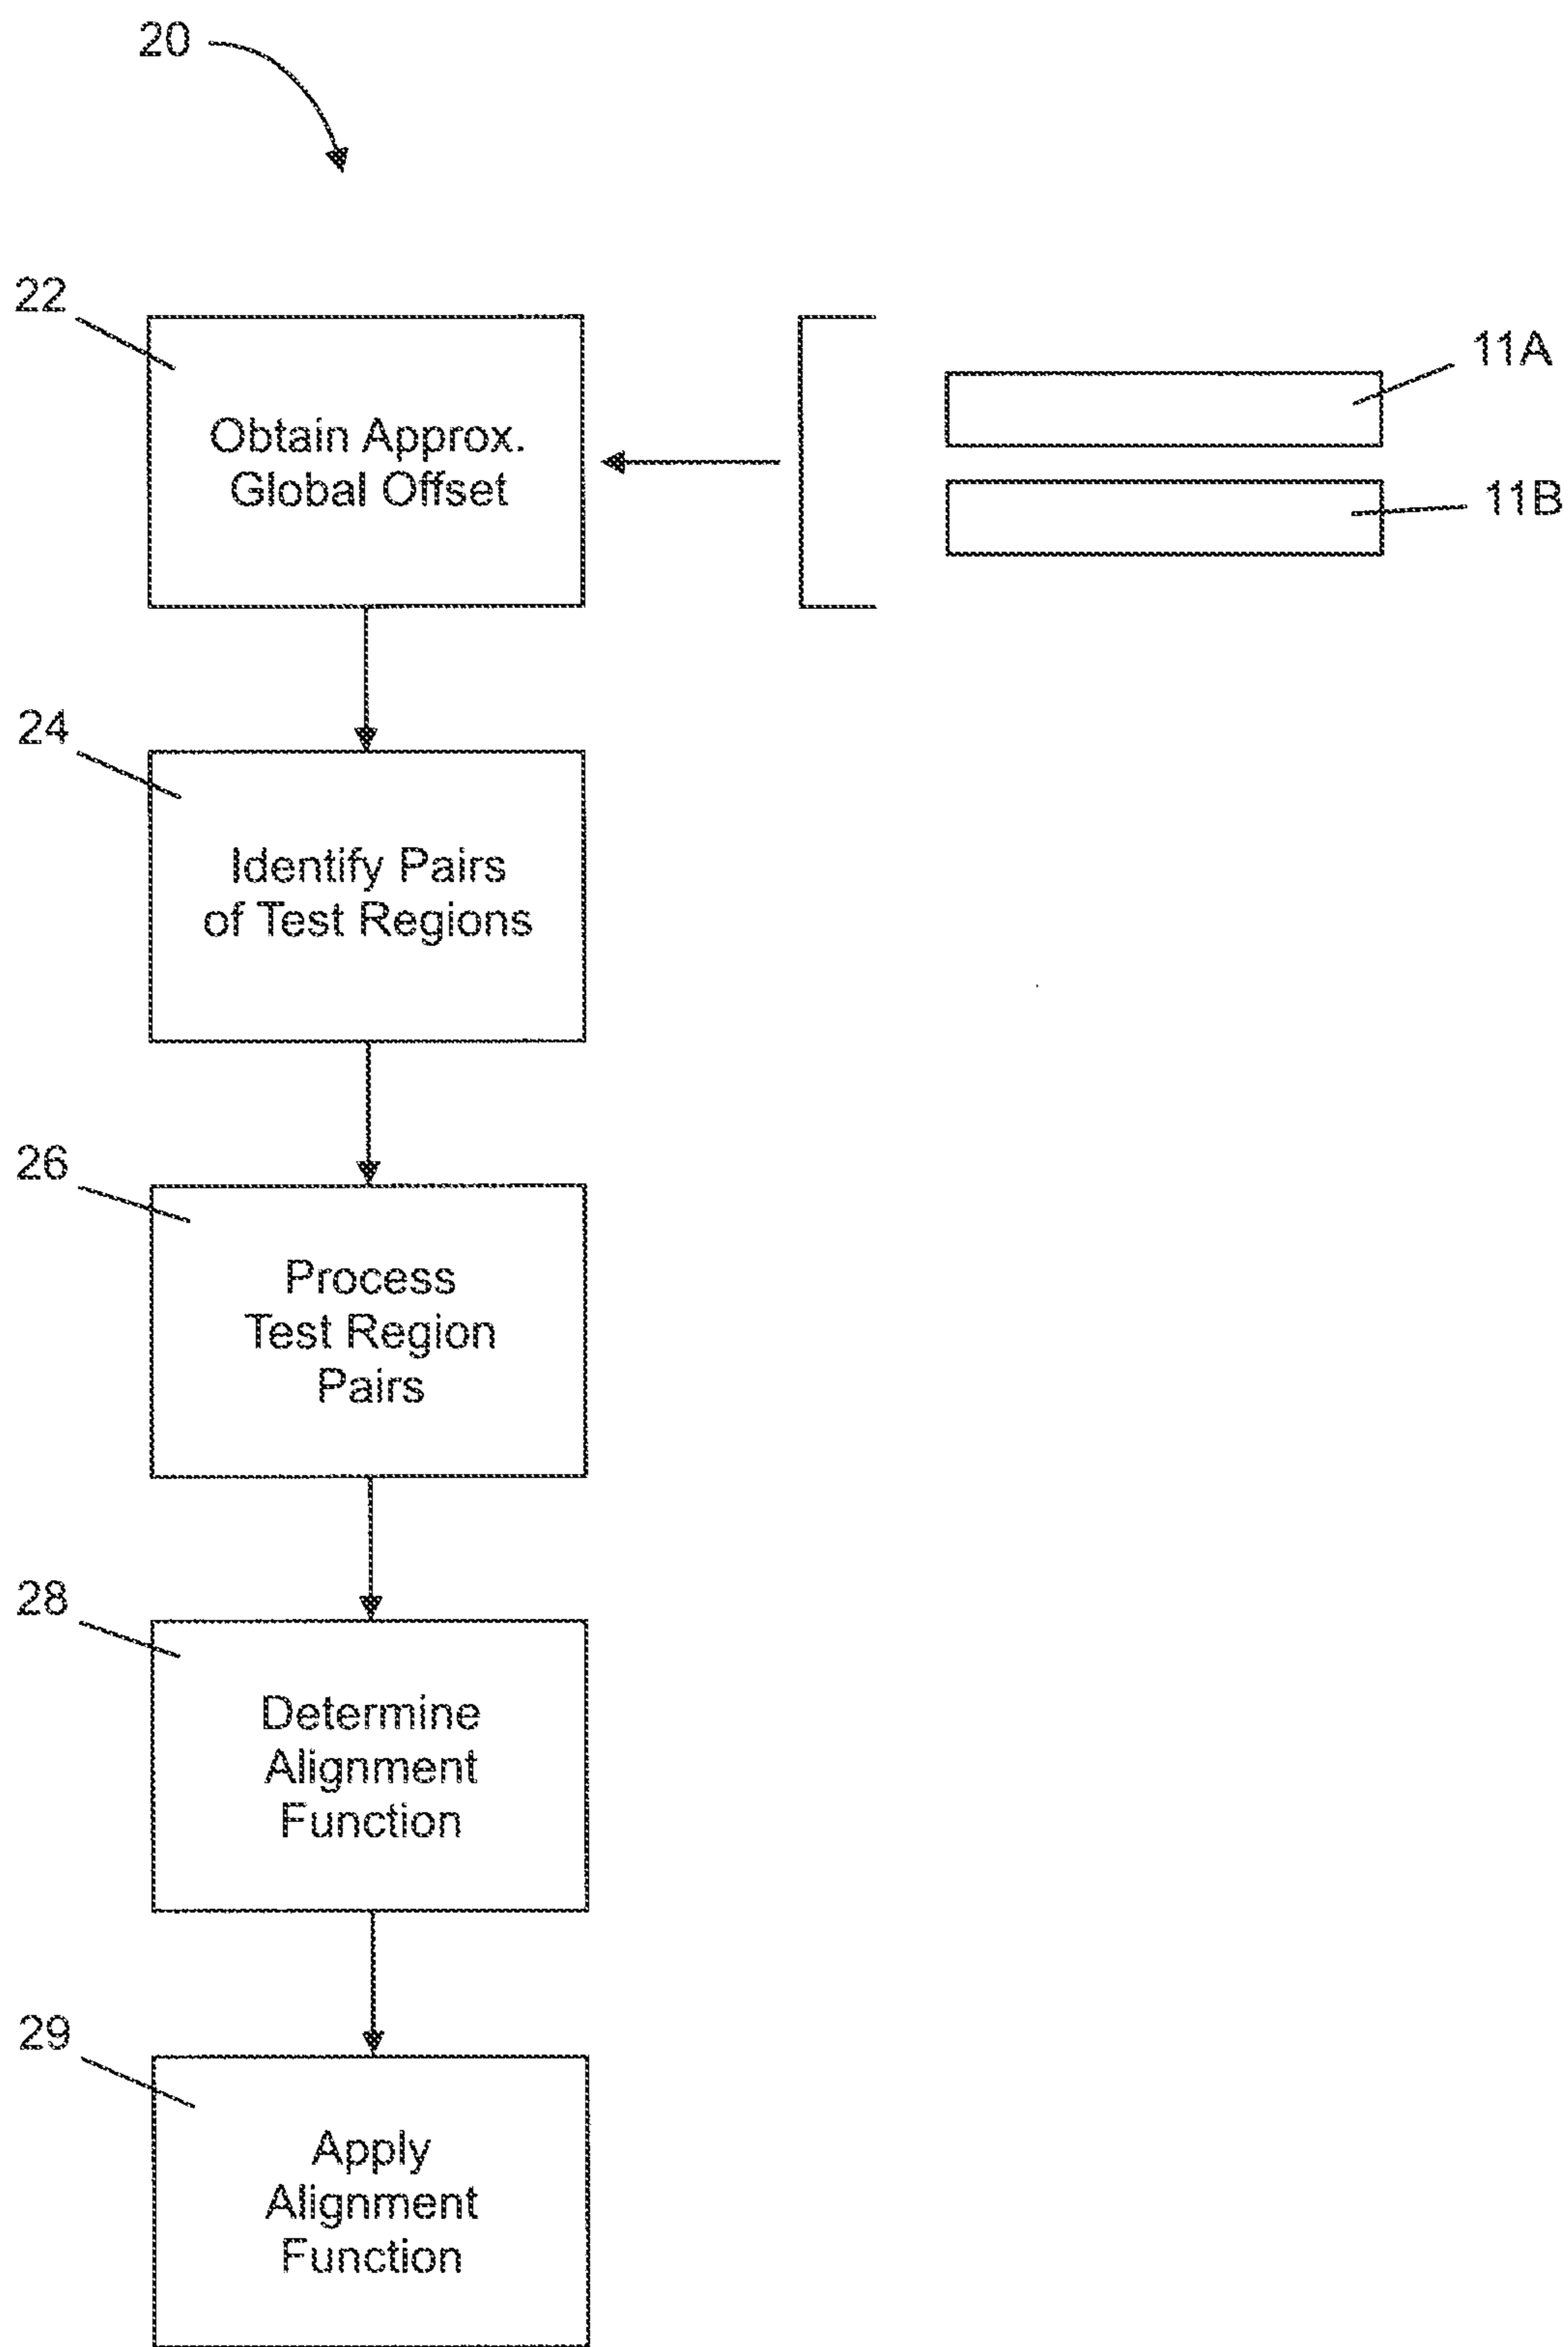 20
22
Obtain Approx.
Global Offset
11A
11B
24
Identify Pairs
of Test Regions
26
Process
Test Region
Pairs
28
Determine
Alignment
Function
29
Apply
Alignment
Function